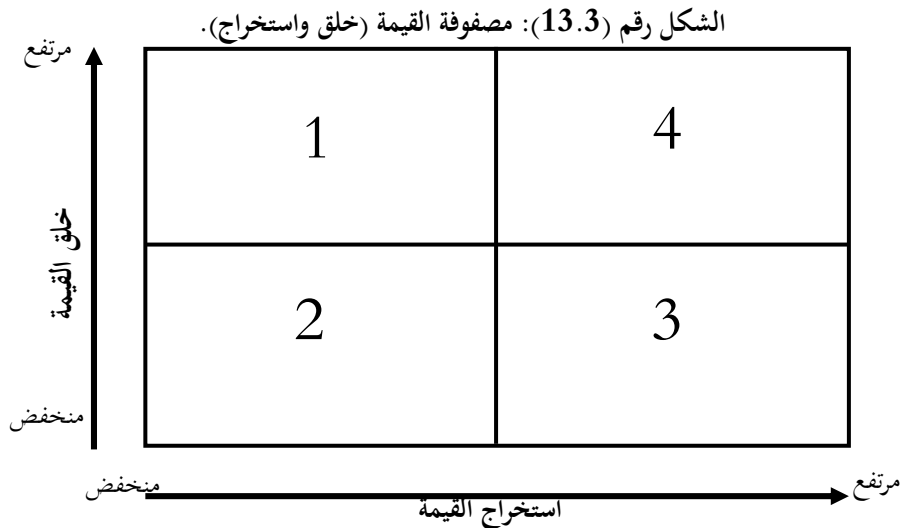 الشكل رقم (13.3): مصفوفة القيمة (خلق واستخراج).
مرتفع
1
4
خلق القيمة
2
3
منخفض
منخفض
مرتفع
استخراج القيمة